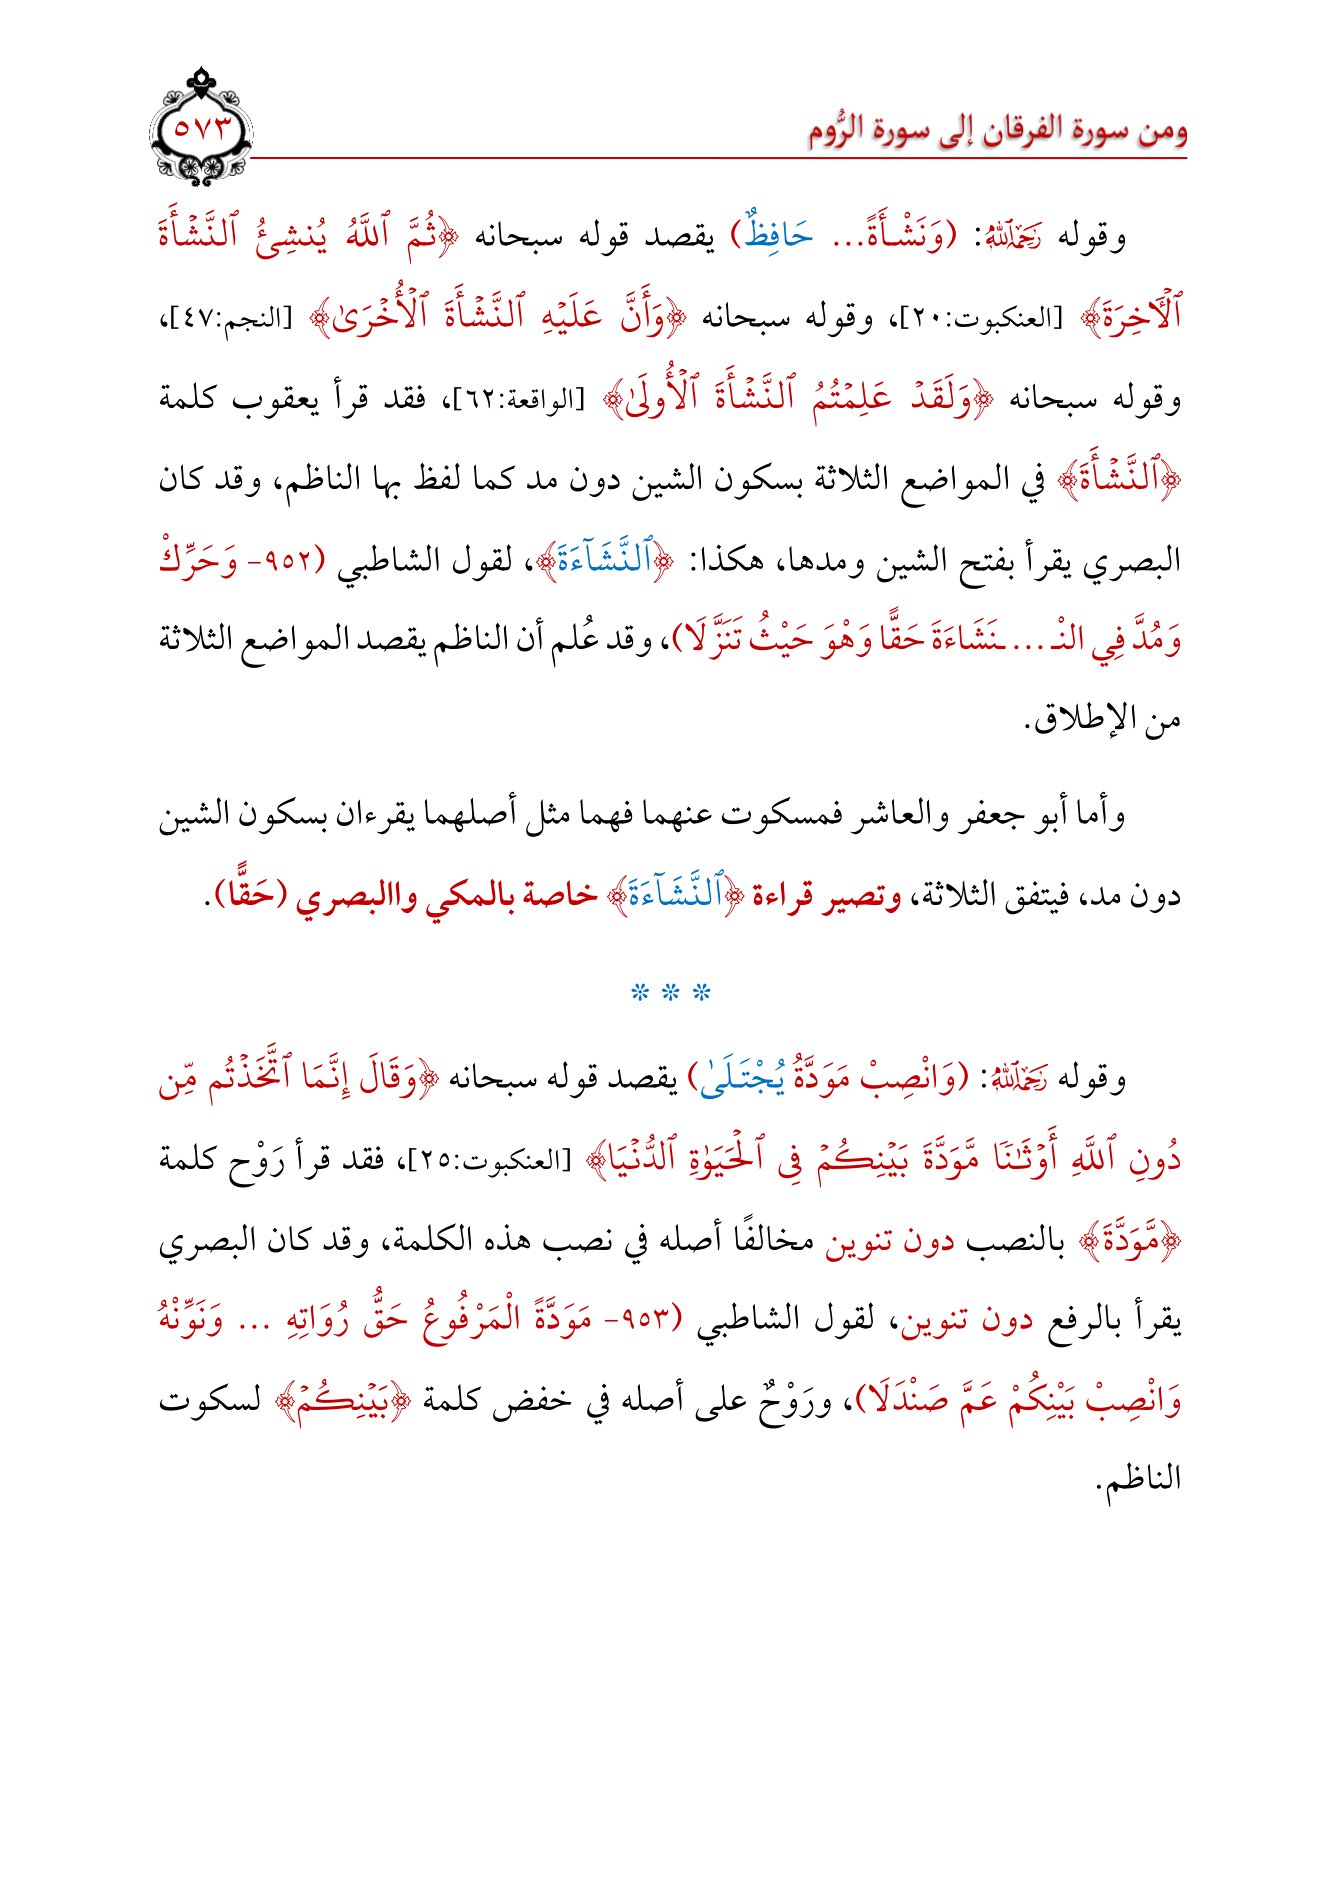 ومن سورة الفرقان إلى سورة الرُّوم
٥٧٣
وقوله رَحِمَهُ ٱللَّهُ: (وَنَشْأَةً... حَافِظٌ) يقصد قوله سبحانه ﴿ثُمَّ ٱللَّهُ يُنشِئُ ٱلنَّشْأَةَ
ٱلْأٓخِرَةَ﴾ [العنكبوت:٢٠]، وقوله سبحانه ﴿وَأَنَّ عَلَيْهِ ٱلنَّشْأَةَ ٱلْأُخْرَىٰ﴾ [النجم:٤٧]،
وقوله سبحانه ﴿وَلَقَدْ عَلِمْتُمُ ٱلنَّشْأَةَ ٱلْأُولَىٰ﴾ [الواقعة:٦٢]، فقد قرأ يعقوب كلمة
﴿ٱلنَّشْأَةَ﴾ في المواضع الثلاثة بسكون الشين دون مد كما لفظ بها الناظم، وقد كان
البصري يقرأ بفتح الشين ومدها، هكذا: ﴿ٱلنَّشَآءَةَ﴾، لقول الشاطبي (٩٥٢- وَحَرِّكْ
وَمُدَّ فِي النْـ ... ـنَشَاءَةَ حَقًّا وَهْوَ حَيْثُ تَنَزَّلَا)، وقد عُلم أن الناظم يقصد المواضع الثلاثة
من الإطلاق.
وأما أبو جعفر والعاشر فمسكوت عنهما فهما مثل أصلهما يقرءان بسكون الشين
دون مد، فيتفق الثلاثة، وتصير قراءة ﴿ٱلنَّشَآءَةَ﴾ خاصة بالمكي واالبصري (حَقًّا).
* * *
وقوله رَحِمَهُ ٱللَّهُ: (وَانْصِبْ مَوَدَّةُ يُجْتَلَىٰ) يقصد قوله سبحانه ﴿وَقَالَ إِنَّمَا ٱتَّخَذْتُم مِّن
دُونِ ٱللَّهِ أَوْثَـٰنًا مَّوَدَّةَ بَيْنِكُمْ فِى ٱلْحَيَوٰةِ ٱلدُّنْيَا﴾ [العنكبوت:٢٥]، فقد قرأ رَوْح كلمة
﴿مَّوَدَّةَ﴾ بالنصب دون تنوين مخالفًا أصله في نصب هذه الكلمة، وقد كان البصري
يقرأ بالرفع دون تنوين، لقول الشاطبي (٩٥٣- مَوَدَّةً الْمَرْفُوعُ حَقُّ رُوَاتِهِ ... وَنَوِّنْهُ
وَانْصِبْ بَيْنِكُمْ عَمَّ صَنْدَلَا)، ورَوْحٌ على أصله في خفض كلمة ﴿بَيْنِكُمْ﴾ لسكوت
الناظم.